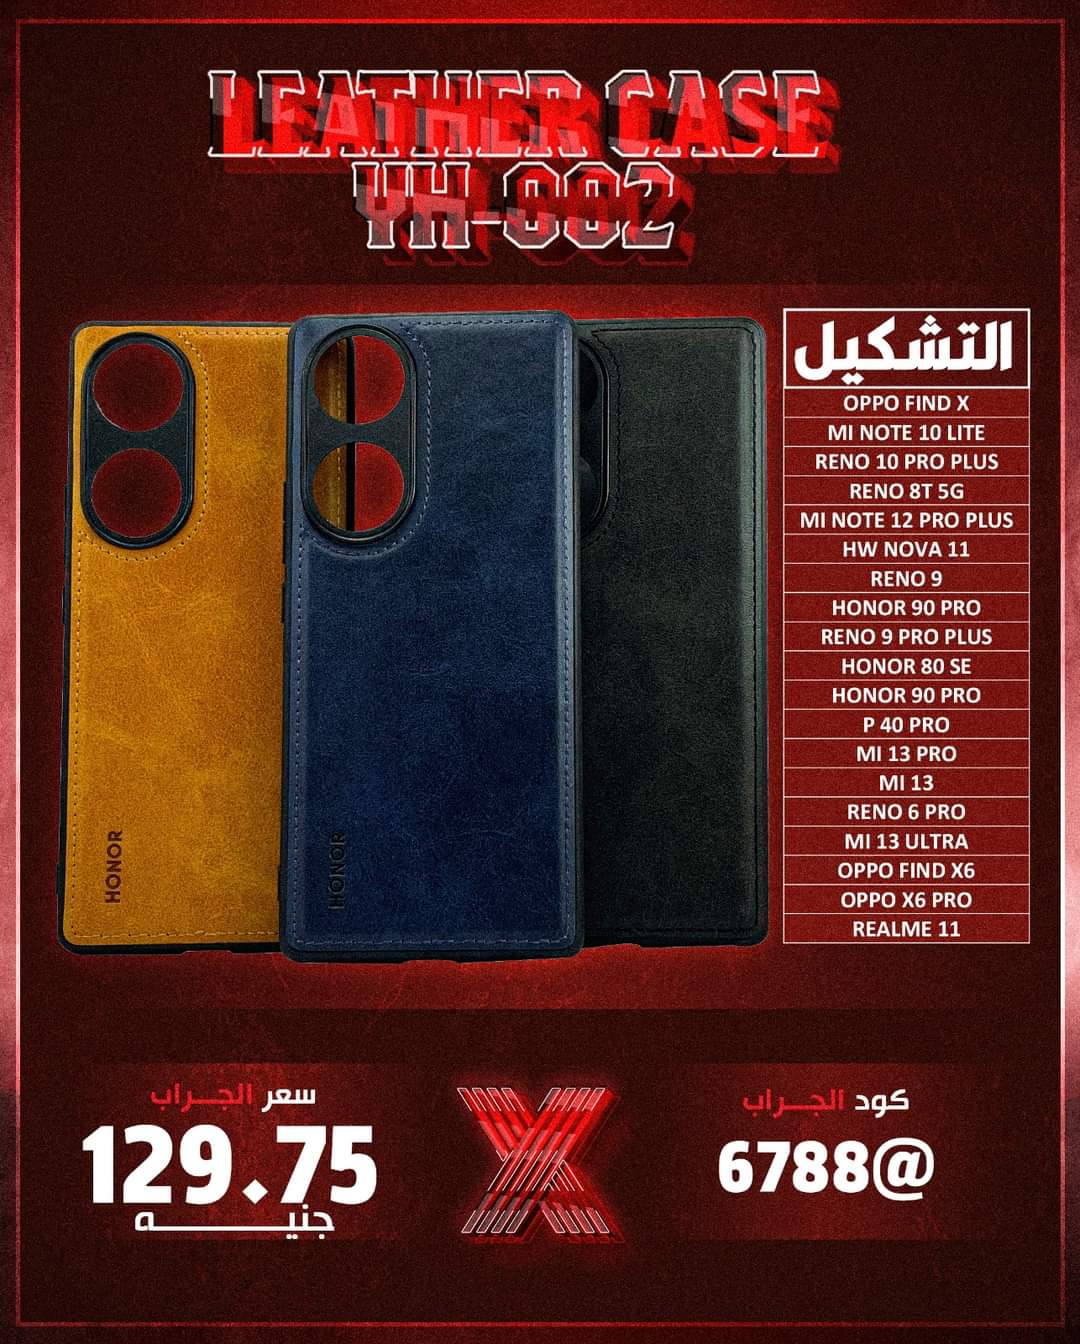 LEATHER CASE
YH-002
التشكيل
OPPO FIND X
MI NOTE 10 LITE
RENO 10 PRO PLUS
RENO 8T 5G
MI NOTE 12 PRO PLUS
HW NOVA 11
RENO 9
HONOR 90 PRO
RENO 9 PRO PLUS
HONOR 80 SE
HONOR 90 PRO
P 40 PRO
MI 13 PRO
MI 13
RENO 6 PRO
MI 13 ULTRA
OPPO FIND X6
OPPO X6 PRO
REALME 11
HONOR
HONOR
كود الجراب
6788@
سعر الجراب
129.75
جنيه
X